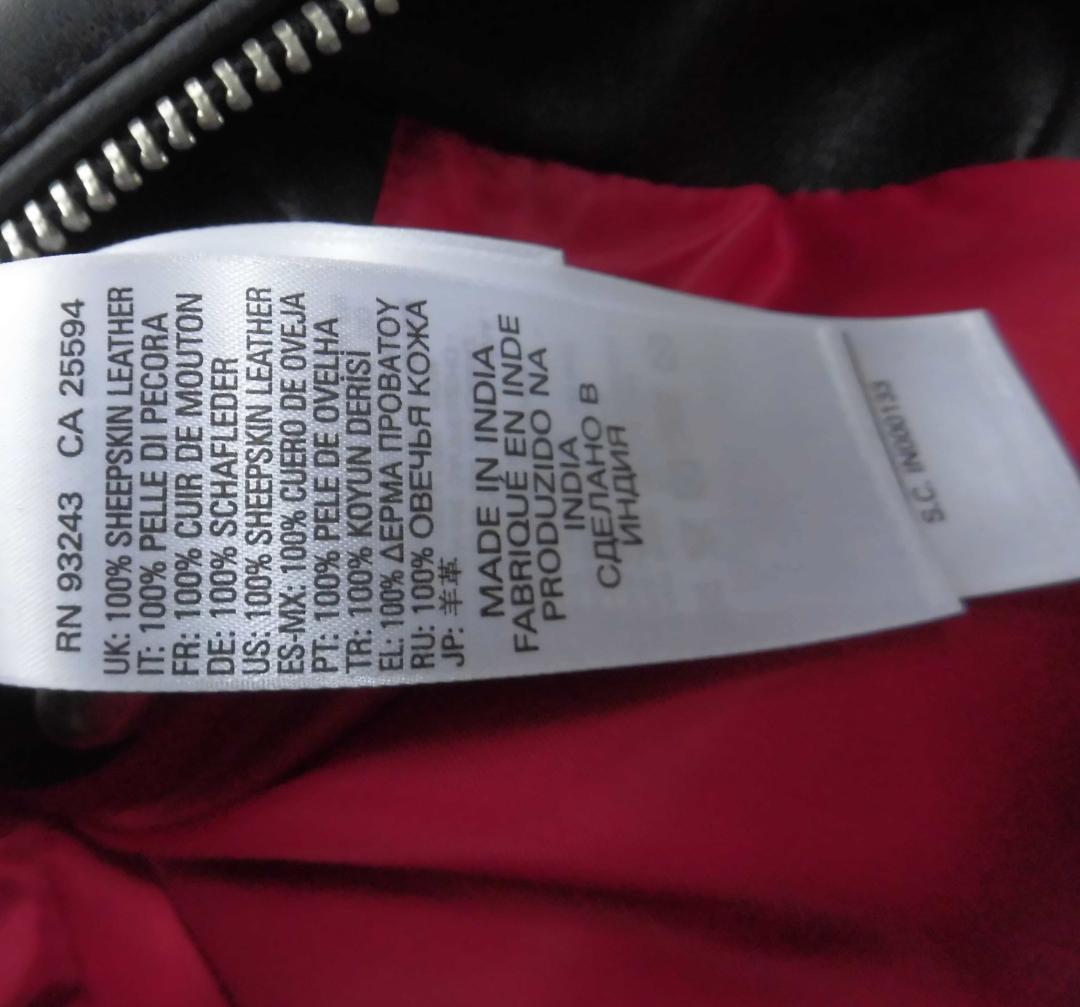 RN 93243 CA 25594
UK: 100% SHEEPSKIN LEATHER
IT: 100% PELLE DI PECORA
FR: 100% CUIR DE MOUTON
DE: 100% SCHAFLEDER
US: 100% SHEEPSKIN LEATHER
ES-MX: 100% CUERO DE OVEJA
PT: 100% PELE DE OVELHA
TR: 100% KOYUN DERİSİ
EL: 100% ΔΕΡΜΑ ΠΡΟΒΑΤΟΥ
RU: 100% ОВЕЧЬЯ КОЖА
JP: 羊革
MADE IN INDIA
FABRIQUÉ EN INDE
PRODUZIDO NA
INDIA
СДЕЛАНО В
ИНДИЯ
S.C. IN0000133